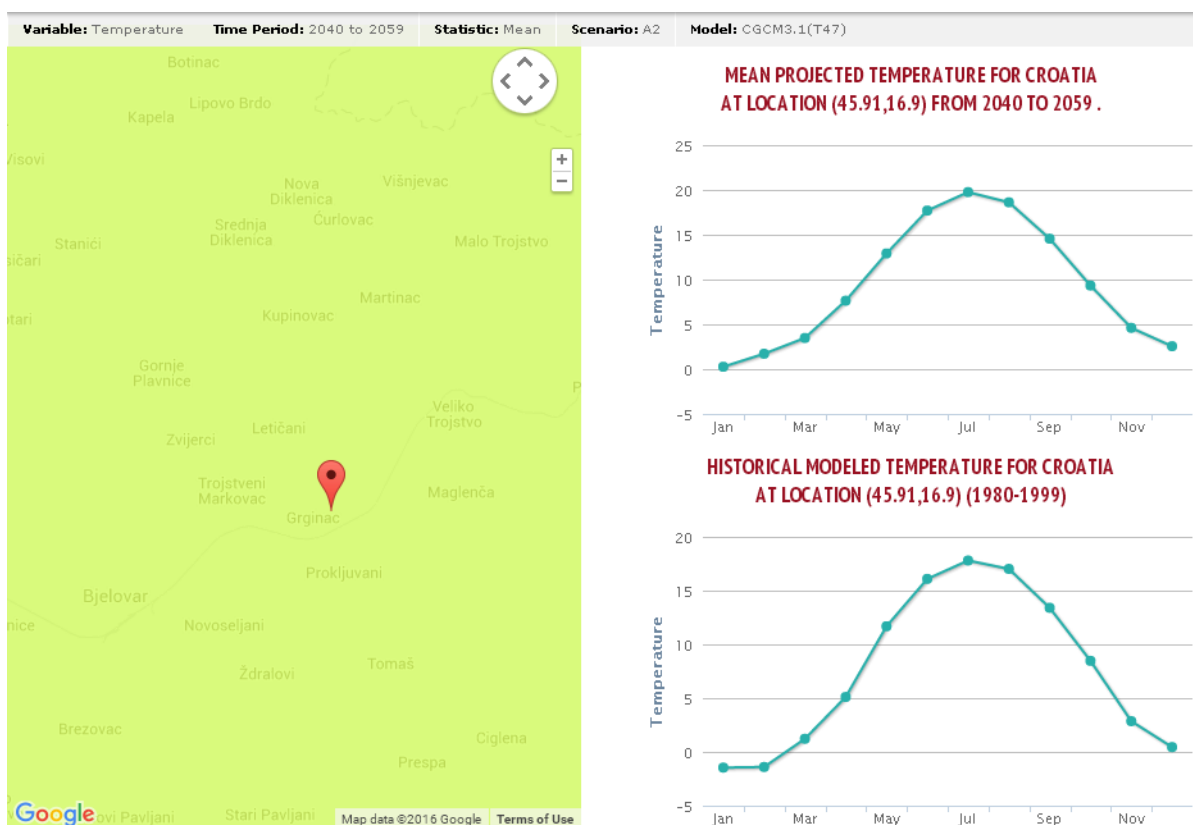 Variable: Temperature Time Period: 2040 to 2059 Statistic: Mean Scenario: A2 Model: CGCM3.1(T47)
Botinac
Lipovo Brdo
Kapela
Visovi
Nova
Diklenica
Višnjevac
Srednja
Diklenica
Ćurlovac
Stanići
Malo Trojstvo
Martinac
Kupinovac
Gornje
Plavnice
Veliko
Trojstvo
Letičani
Zvijerci
Trojstveni
Markovac
Maglenča
Grginac
Prokljuvani
Bjelovar
Novoseljani
Tomaš
Ždralovi
Brezovac
Ciglena
Prespa
Google
ovi Pavljani
Stari Pavljani
Map data ©2016 Google Terms of Use
+
−
MEAN PROJECTED TEMPERATURE FOR CROATIA
AT LOCATION (45.91,16.9) FROM 2040 TO 2059 .
Temperature
25
20
15
10
5
0
-5
Jan Mar May Jul Sep Nov
HISTORICAL MODELED TEMPERATURE FOR CROATIA
AT LOCATION (45.91,16.9) (1980-1999)
Temperature
20
15
10
5
0
-5
Jan Mar May Jul Sep Nov